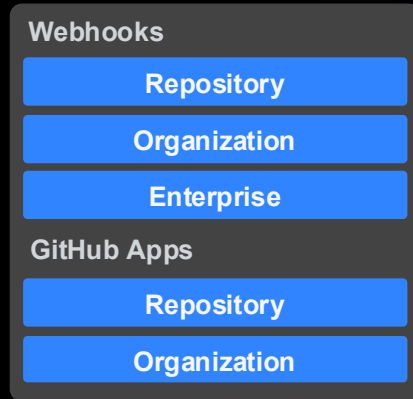 Webhooks
Repository
Organization
Enterprise
GitHub Apps
Repository
Organization